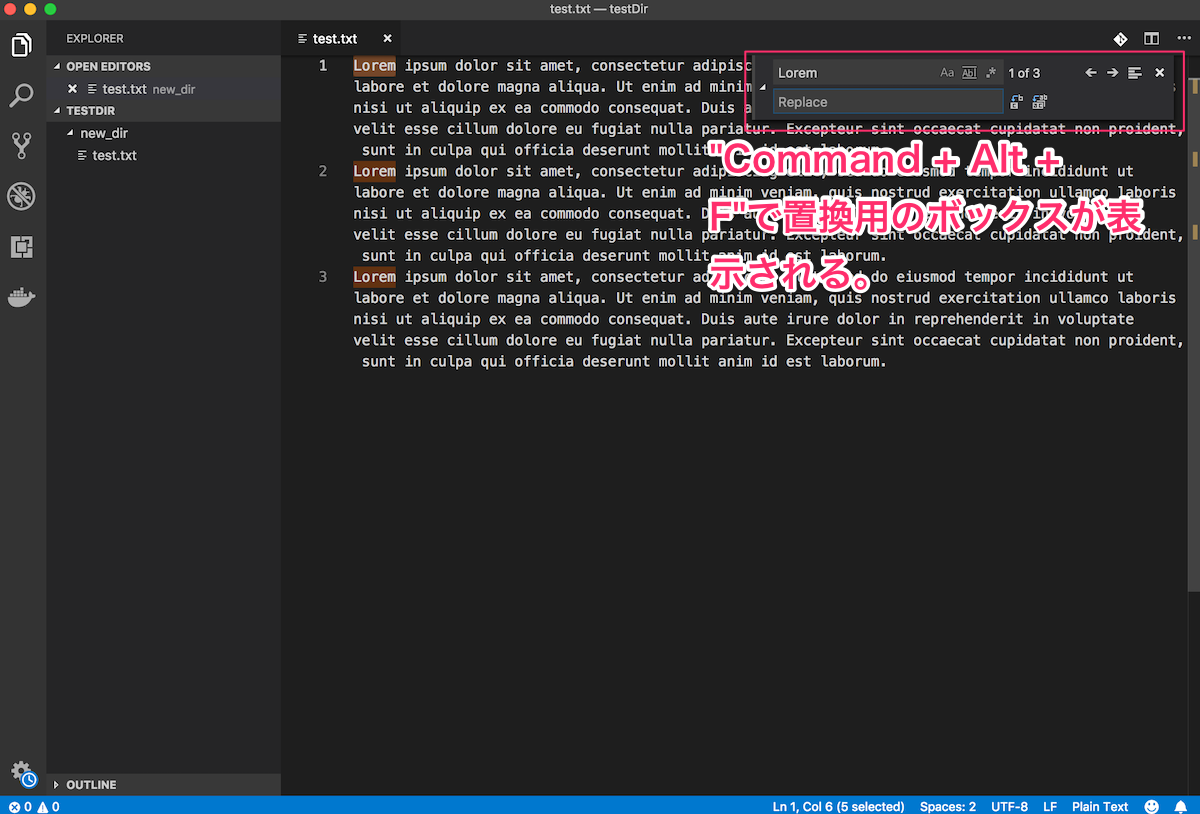 test.txt — testDir
EXPLORER
OPEN EDITORS
test.txt new_dir
TESTDIR
new_dir
test.txt
OUTLINE
test.txt
Lorem Aa Abl .* 1 of 3
Replace
1 Lorem ipsum dolor sit amet, consectetur adipisc
labore et dolore magna aliqua. Ut enim ad minim
nisi ut aliquip ex ea commodo consequat. Duis a
velit esse cillum dolore eu fugiat nulla pariatur. Excepteur sint occaecat cupidatat non proident,
sunt in culpa qui officia deserunt mollit anim id est laborum.
2 Lorem ipsum dolor sit amet, consectetur adipiscing eiusmod tempor incididunt ut
labore et dolore magna aliqua. Ut enim ad minim veniam, quis nostrud exercitation ullamco laboris
nisi ut aliquip ex ea commodo consequat. Duis
velit esse cillum dolore eu fugiat nulla pariatur. Excepteur sint occaecat cupidatat non proident,
sunt in culpa qui officia deserunt mollit anim id est laborum.
3 Lorem ipsum dolor sit amet, consectetur do eiusmod tempor incididunt ut
labore et dolore magna aliqua. Ut enim ad minim veniam, quis nostrud exercitation ullamco laboris
nisi ut aliquip ex ea commodo consequat. Duis aute irure dolor in reprehenderit in voluptate
velit esse cillum dolore eu fugiat nulla pariatur. Excepteur sint occaecat cupidatat non proident,
sunt in culpa qui officia deserunt mollit anim id est laborum.
"Command + Alt +
F"で置換用のボックスが表
示される。
0 0 Ln 1, Col 6 (5 selected) Spaces: 2 UTF-8 LF Plain Text